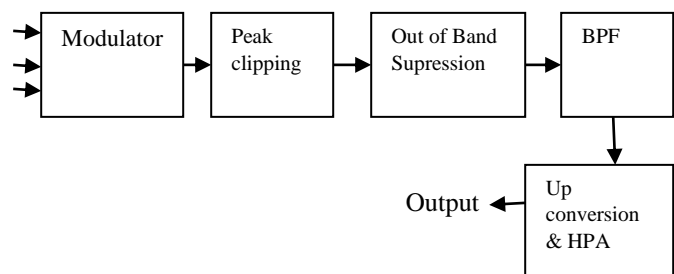 Modulator
Peak
clipping
Out of Band
Supression
BPF
Up
conversion
& HPA
Output